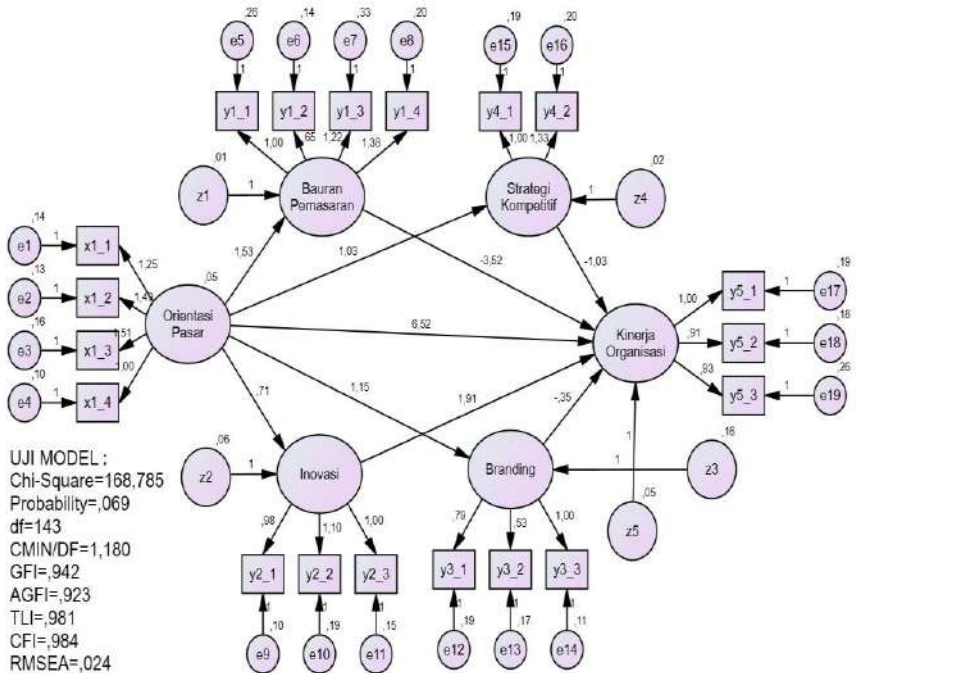 ,26 ,14 ,33 ,20 ,19 ,20
e5 e6 e7 e8 e15 e16
1 1 1 1 1 1
y1_1 y1_2 y1_3 y1_4 y4_1 y4_2
1,00 ,65 1,22 1,36 1,00 1,33
,01 ,02
z1 1 Bauran Strategi 1 z4
Pemasaran Kompetitif
,14
e1 1 x1_1 1,53 1,03 -3,52 -1,03
1,25
,13 ,05 ,19
e2 1 x1_2 y5_1 1 e17
1,00
,16 Orientasi 6,52 Kinerja ,18
Pasar Organisasi ,91 y5_2 1 e18
e3 1 x1_3 ,51
,10 ,93 ,26
e4 1 x1_4 1,00 y5_3 1 e19
,71 1,15 1,91 -,35
,06 1 ,16
z2 1 Inovasi Branding 1 z3
,05
z5
,98 1,10 1,00 ,79 ,53 1,00
y2_1 y2_2 y2_3 y3_1 y3_2 y3_3
1 1 1 1 1 1
,10 ,19 ,15 ,19 ,17 ,11
e9 e10 e11 e12 e13 e14
UJI MODEL :
Chi-Square=168,785
Probability=,069
df=143
CMIN/DF=1,180
GFI=,942
AGFI=,923
TLI=,981
CFI=,984
RMSEA=,024